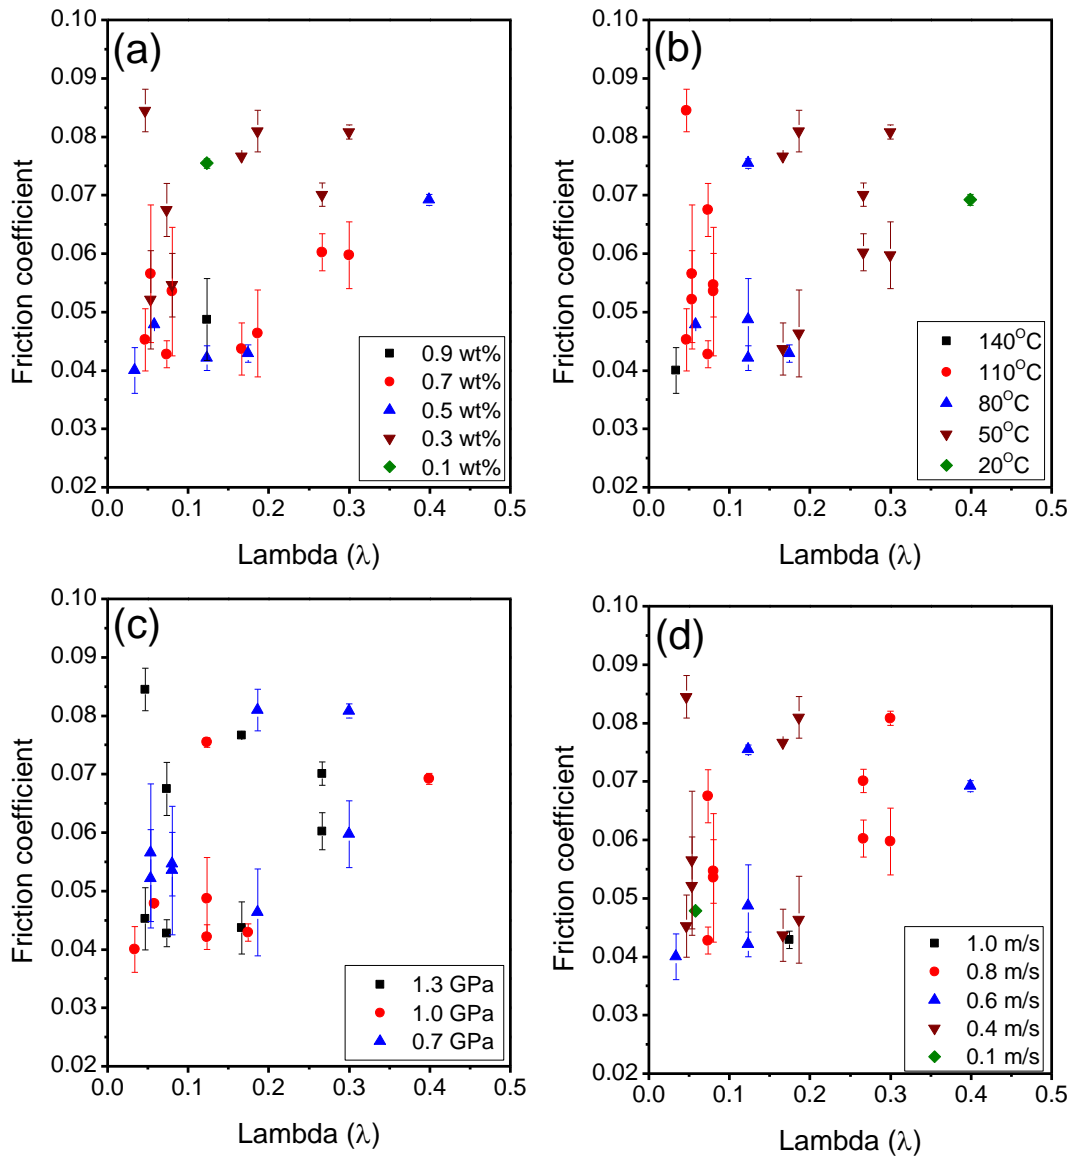 (a)
0.10
0.09
0.08
0.07
0.06
0.05
0.04
0.03
0.02
0.0 0.1 0.2 0.3 0.4 0.5
Friction coefficient
Lambda (λ)
0.9 wt%
0.7 wt%
0.5 wt%
0.3 wt%
0.1 wt%
(b)
0.10
0.09
0.08
0.07
0.06
0.05
0.04
0.03
0.02
0.0 0.1 0.2 0.3 0.4 0.5
Friction coefficient
Lambda (λ)
140°C
110°C
80°C
50°C
20°C
(c)
0.10
0.09
0.08
0.07
0.06
0.05
0.04
0.03
0.02
0.0 0.1 0.2 0.3 0.4 0.5
Friction coefficient
Lambda (λ)
1.3 GPa
1.0 GPa
0.7 GPa
(d)
0.10
0.09
0.08
0.07
0.06
0.05
0.04
0.03
0.02
0.0 0.1 0.2 0.3 0.4 0.5
Friction coefficient
Lambda (λ)
1.0 m/s
0.8 m/s
0.6 m/s
0.4 m/s
0.1 m/s